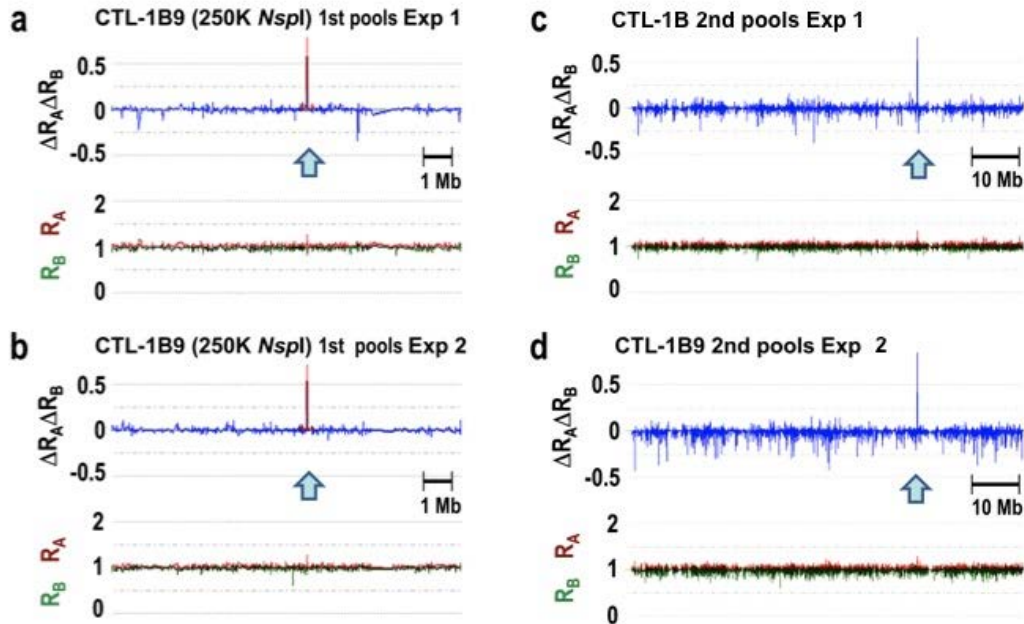 a
CTL-1B9 (250K NspI) 1st pools Exp 1
ΔRAΔRB
0.5
0
-0.5
1 Mb
RB RA
2
1
0
b
CTL-1B9 (250K NspI) 1st pools Exp 2
ΔRAΔRB
0.5
0
-0.5
1 Mb
RB RA
2
1
0
c
CTL-1B 2nd pools Exp 1
ΔRAΔRB
0.5
0
-0.5
10 Mb
RB RA
2
1
0
d
CTL-1B9 2nd pools Exp 2
ΔRAΔRB
0.5
0
-0.5
10 Mb
RB RA
2
1
0